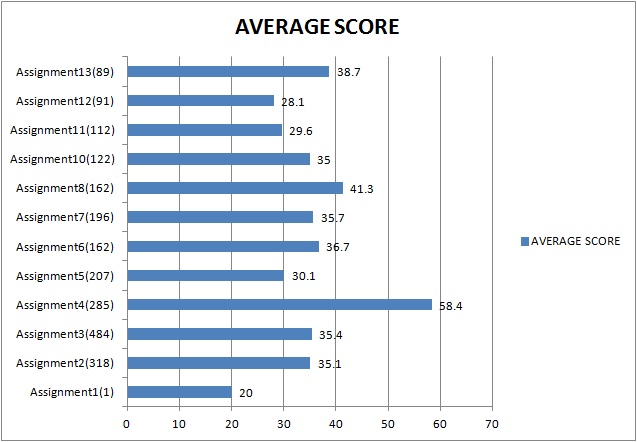 AVERAGE SCORE
Assignment13(89) 38.7
Assignment12(91) 28.1
Assignment11(112) 29.6
Assignment10(122) 35
Assignment8(162) 41.3
Assignment7(196) 35.7
Assignment6(162) 36.7
Assignment5(207) 30.1
Assignment4(285) 58.4
Assignment3(484) 35.4
Assignment2(318) 35.1
Assignment1(1) 20
0 10 20 30 40 50 60 70
AVERAGE SCORE